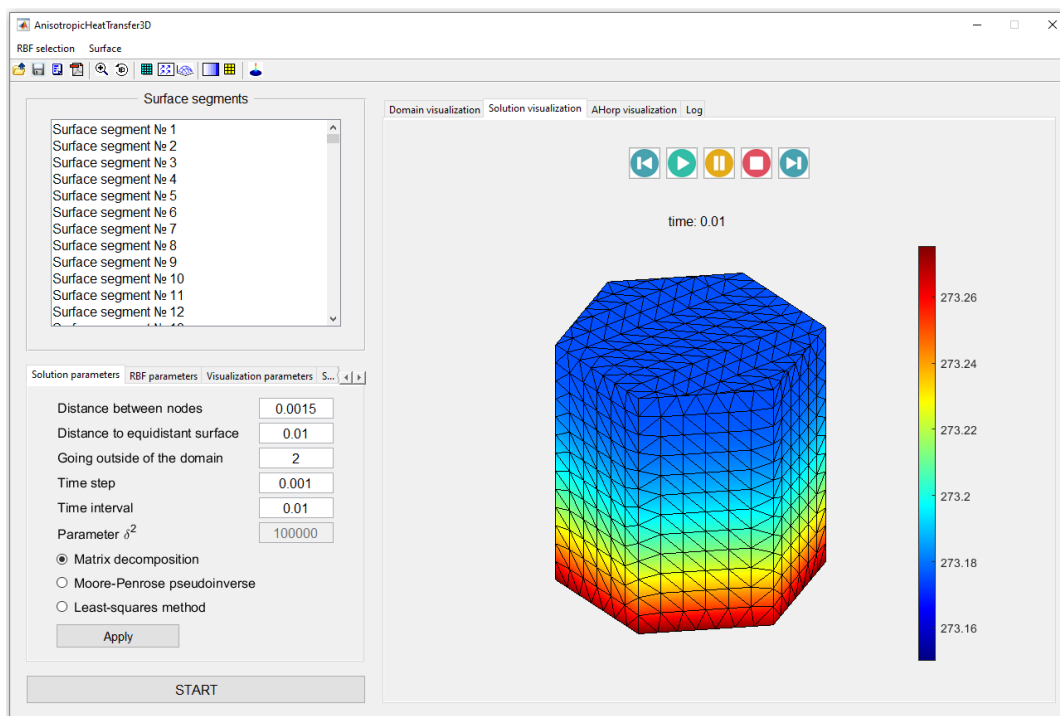 AnisotropicHeatTransfer3D
RBF selection Surface
Surface segments
Surface segment № 1
Surface segment № 2
Surface segment № 3
Surface segment № 4
Surface segment № 5
Surface segment № 6
Surface segment № 7
Surface segment № 8
Surface segment № 9
Surface segment № 10
Surface segment № 11
Surface segment № 12
Solution parameters RBF parameters Visualization parameters S...
Distance between nodes 0.0015
Distance to equidistant surface 0.01
Going outside of the domain 2
Time step 0.001
Time interval 0.01
Parameter δ² 100000
Matrix decomposition
Moore-Penrose pseudoinverse
Least-squares method
Apply
START
Domain visualization Solution visualization AHorp visualization Log
time: 0.01
273.26
273.24
273.22
273.2
273.18
273.16